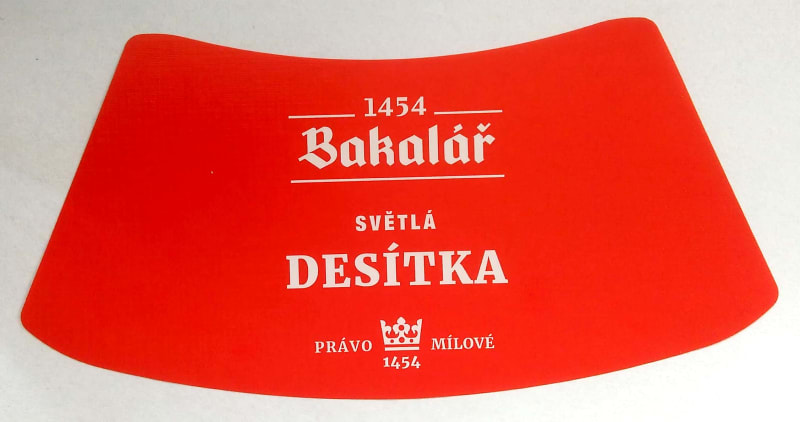 1454
Bakalář
SVĚTLÁ
DESÍTKA
PRÁVO MÍLOVÉ
1454